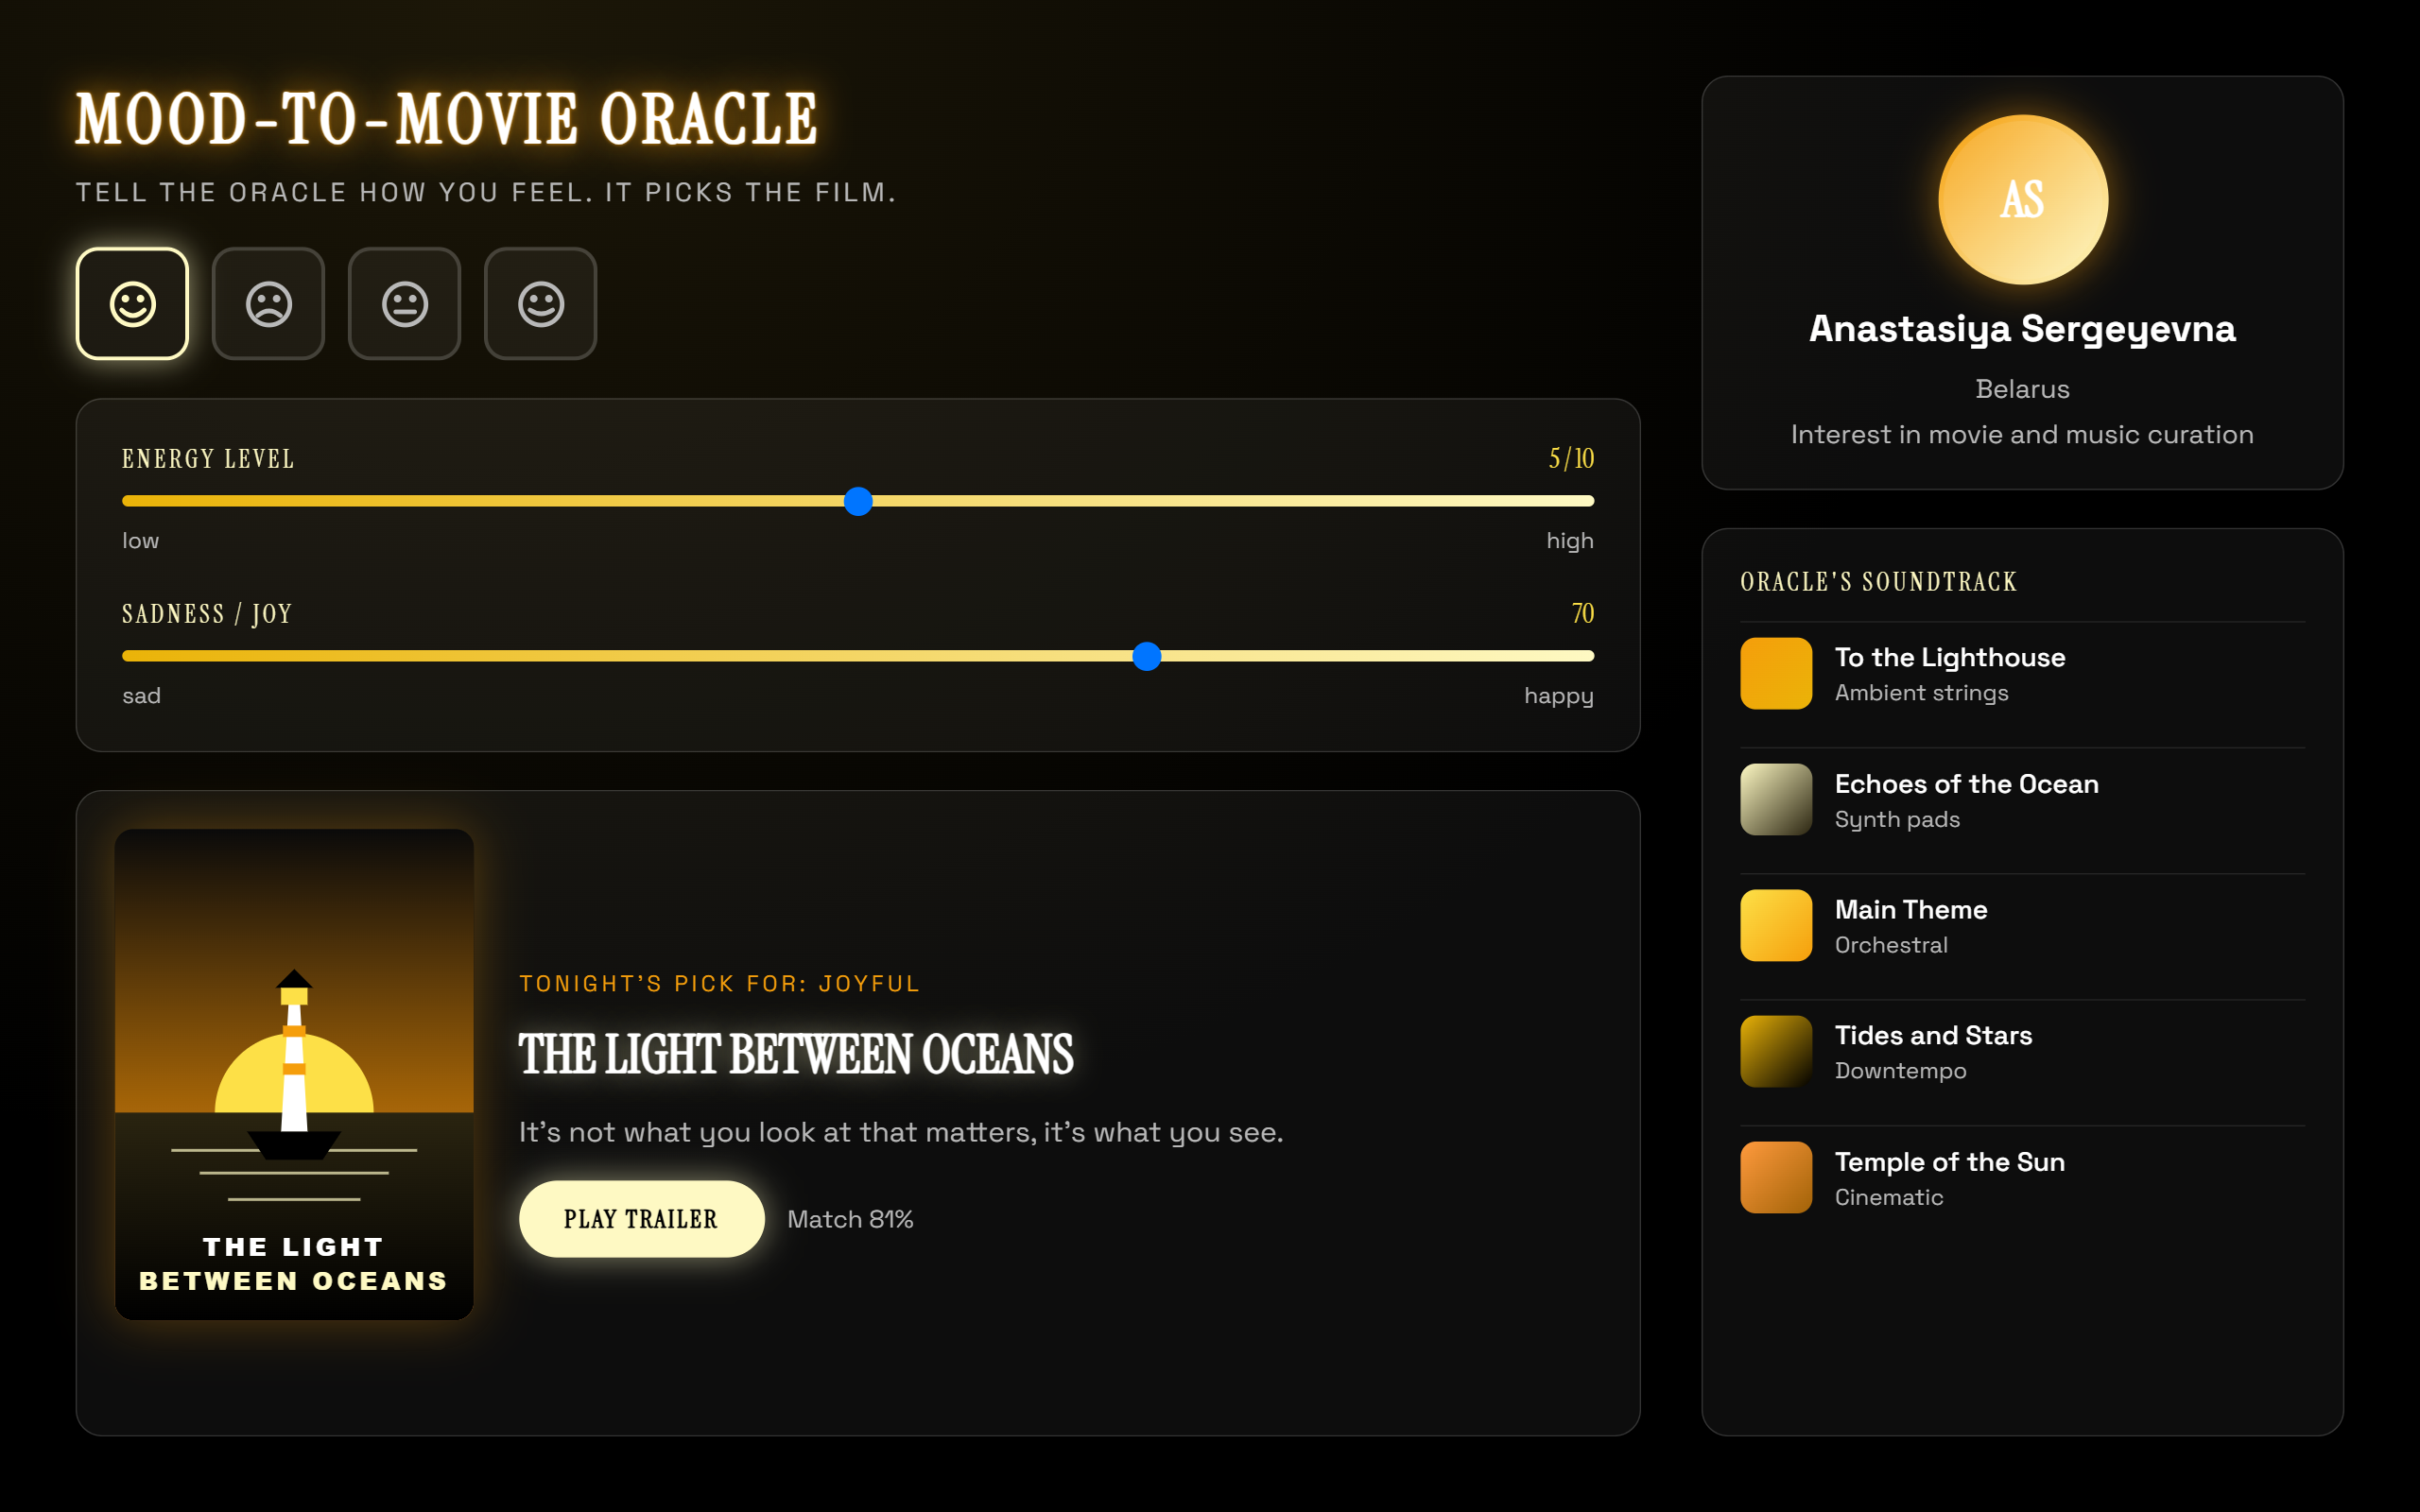 MOOD-TO-MOVIE ORACLE
TELL THE ORACLE HOW YOU FEEL. IT PICKS THE FILM.
ENERGY LEVEL
5/10
low
high
SADNESS / JOY
70
sad
happy
THE LIGHT
BETWEEN OCEANS
TONIGHT’S PICK FOR: JOYFUL
THE LIGHT BETWEEN OCEANS
It’s not what you look at that matters, it’s what you see.
PLAY TRAILER
Match 81%
AS
Anastasiya Sergeyevna
Belarus
Interest in movie and music curation
ORACLE'S SOUNDTRACK
To the Lighthouse
Ambient strings
Echoes of the Ocean
Synth pads
Main Theme
Orchestral
Tides and Stars
Downtempo
Temple of the Sun
Cinematic